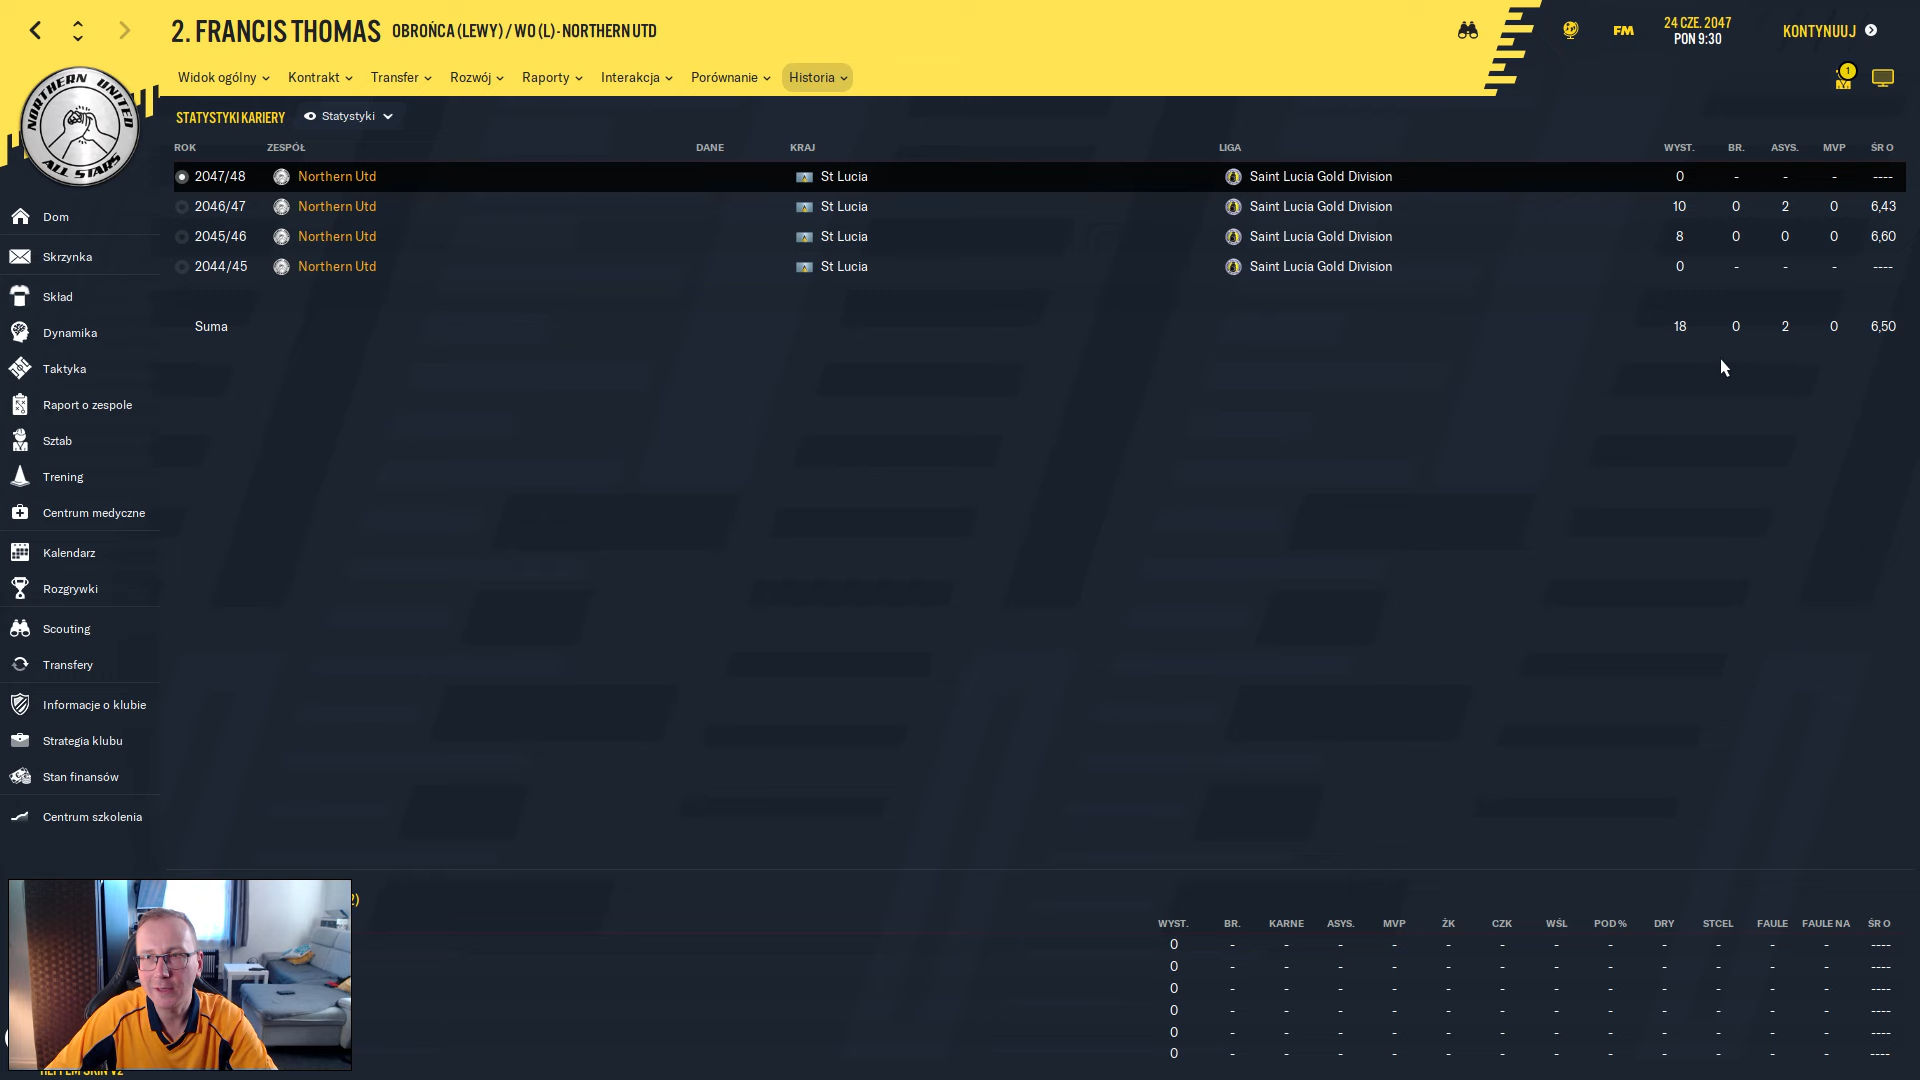 2. FRANCIS THOMAS OBROŃCA (LEWY) / WO (L) - NORTHERN UTD
24 CZE. 2047
PON 9:30
FM
KONTYNUUJ
Widok ogólny Kontrakt Transfer Rozwój Raporty Interakcja Porównanie Historia
1
NORTHERN UNITED
ALL STARS
STATYSTYKI KARIERY Statystyki
ROK ZESPÓŁ DANE KRAJ LIGA WYST. BR. ASYS. MVP ŚR O
2047/48 Northern Utd St Lucia Saint Lucia Gold Division 0 - - - ----
2046/47 Northern Utd St Lucia Saint Lucia Gold Division 10 0 2 0 6,43
2045/46 Northern Utd St Lucia Saint Lucia Gold Division 8 0 0 0 6,60
2044/45 Northern Utd St Lucia Saint Lucia Gold Division 0 - - - ----
Suma 18 0 2 0 6,50
Dom
Skrzynka
Skład
Dynamika
Taktyka
Raport o zespole
Sztab
Trening
Centrum medyczne
Kalendarz
Rozgrywki
Scouting
Transfery
Informacje o klubie
Strategia klubu
Stan finansów
Centrum szkolenia
WYST. BR. KARNE ASYS. MVP ŻK CZK WŚL POD % DRY STCEL FAULE FAULE NA ŚR O
0 - - - - - - - - - - - - ----
0 - - - - - - - - - - - - ----
0 - - - - - - - - - - - - ----
0 - - - - - - - - - - - - ----
0 - - - - - - - - - - - - ----
0 - - - - - - - - - - - - ----